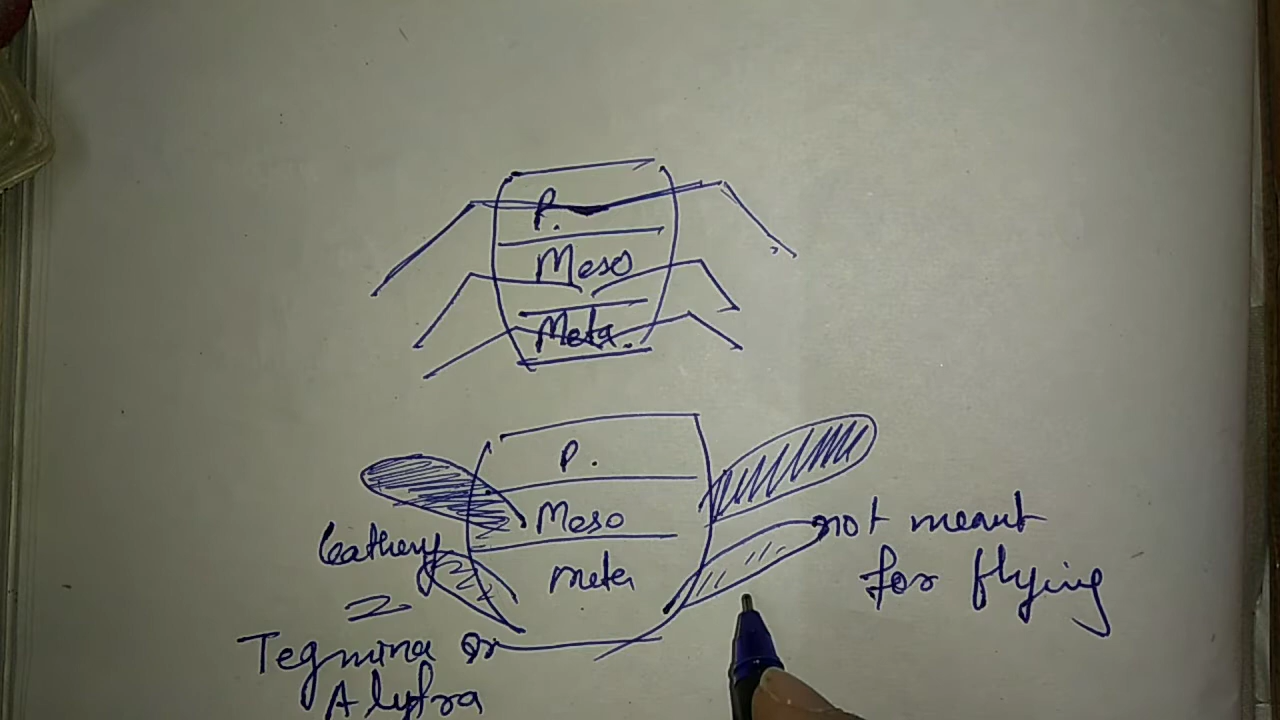 P.
Meso
Meta.
P.
Meso
meta
leathery
not meant
for flying
Tegmina or
Alytra